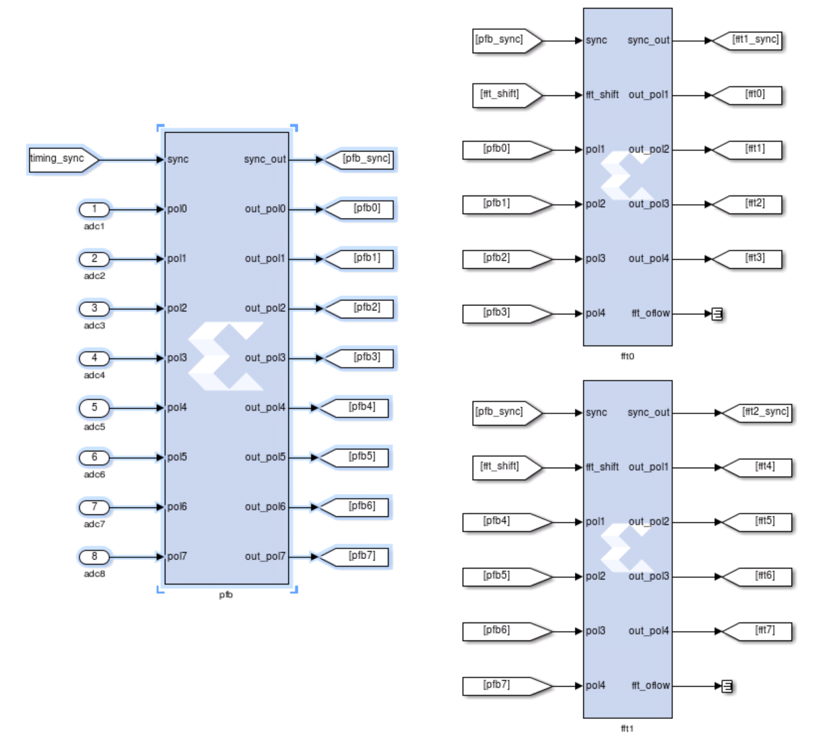 timing_sync
sync
sync_out
[pfb_sync]
1
adc1
pol0
out_pol0
[pfb0]
2
adc2
pol1
out_pol1
[pfb1]
3
adc3
pol2
out_pol2
[pfb2]
4
adc4
pol3
out_pol3
[pfb3]
5
adc5
pol4
out_pol4
[pfb4]
6
adc6
pol5
out_pol5
[pfb5]
7
adc7
pol6
out_pol6
[pfb6]
8
adc8
pol7
out_pol7
[pfb7]
pfb
[pfb_sync]
sync
sync_out
[fft1_sync]
[fft_shift]
fft_shift
out_pol1
[fft0]
[pfb0]
pol1
out_pol2
[fft1]
[pfb1]
pol2
out_pol3
[fft2]
[pfb2]
pol3
out_pol4
[fft3]
[pfb3]
pol4
fft_oflow
fft0
[pfb_sync]
sync
sync_out
[fft2_sync]
[fft_shift]
fft_shift
out_pol1
[fft4]
[pfb4]
pol1
out_pol2
[fft5]
[pfb5]
pol2
out_pol3
[fft6]
[pfb6]
pol3
out_pol4
[fft7]
[pfb7]
pol4
fft_oflow
fft1